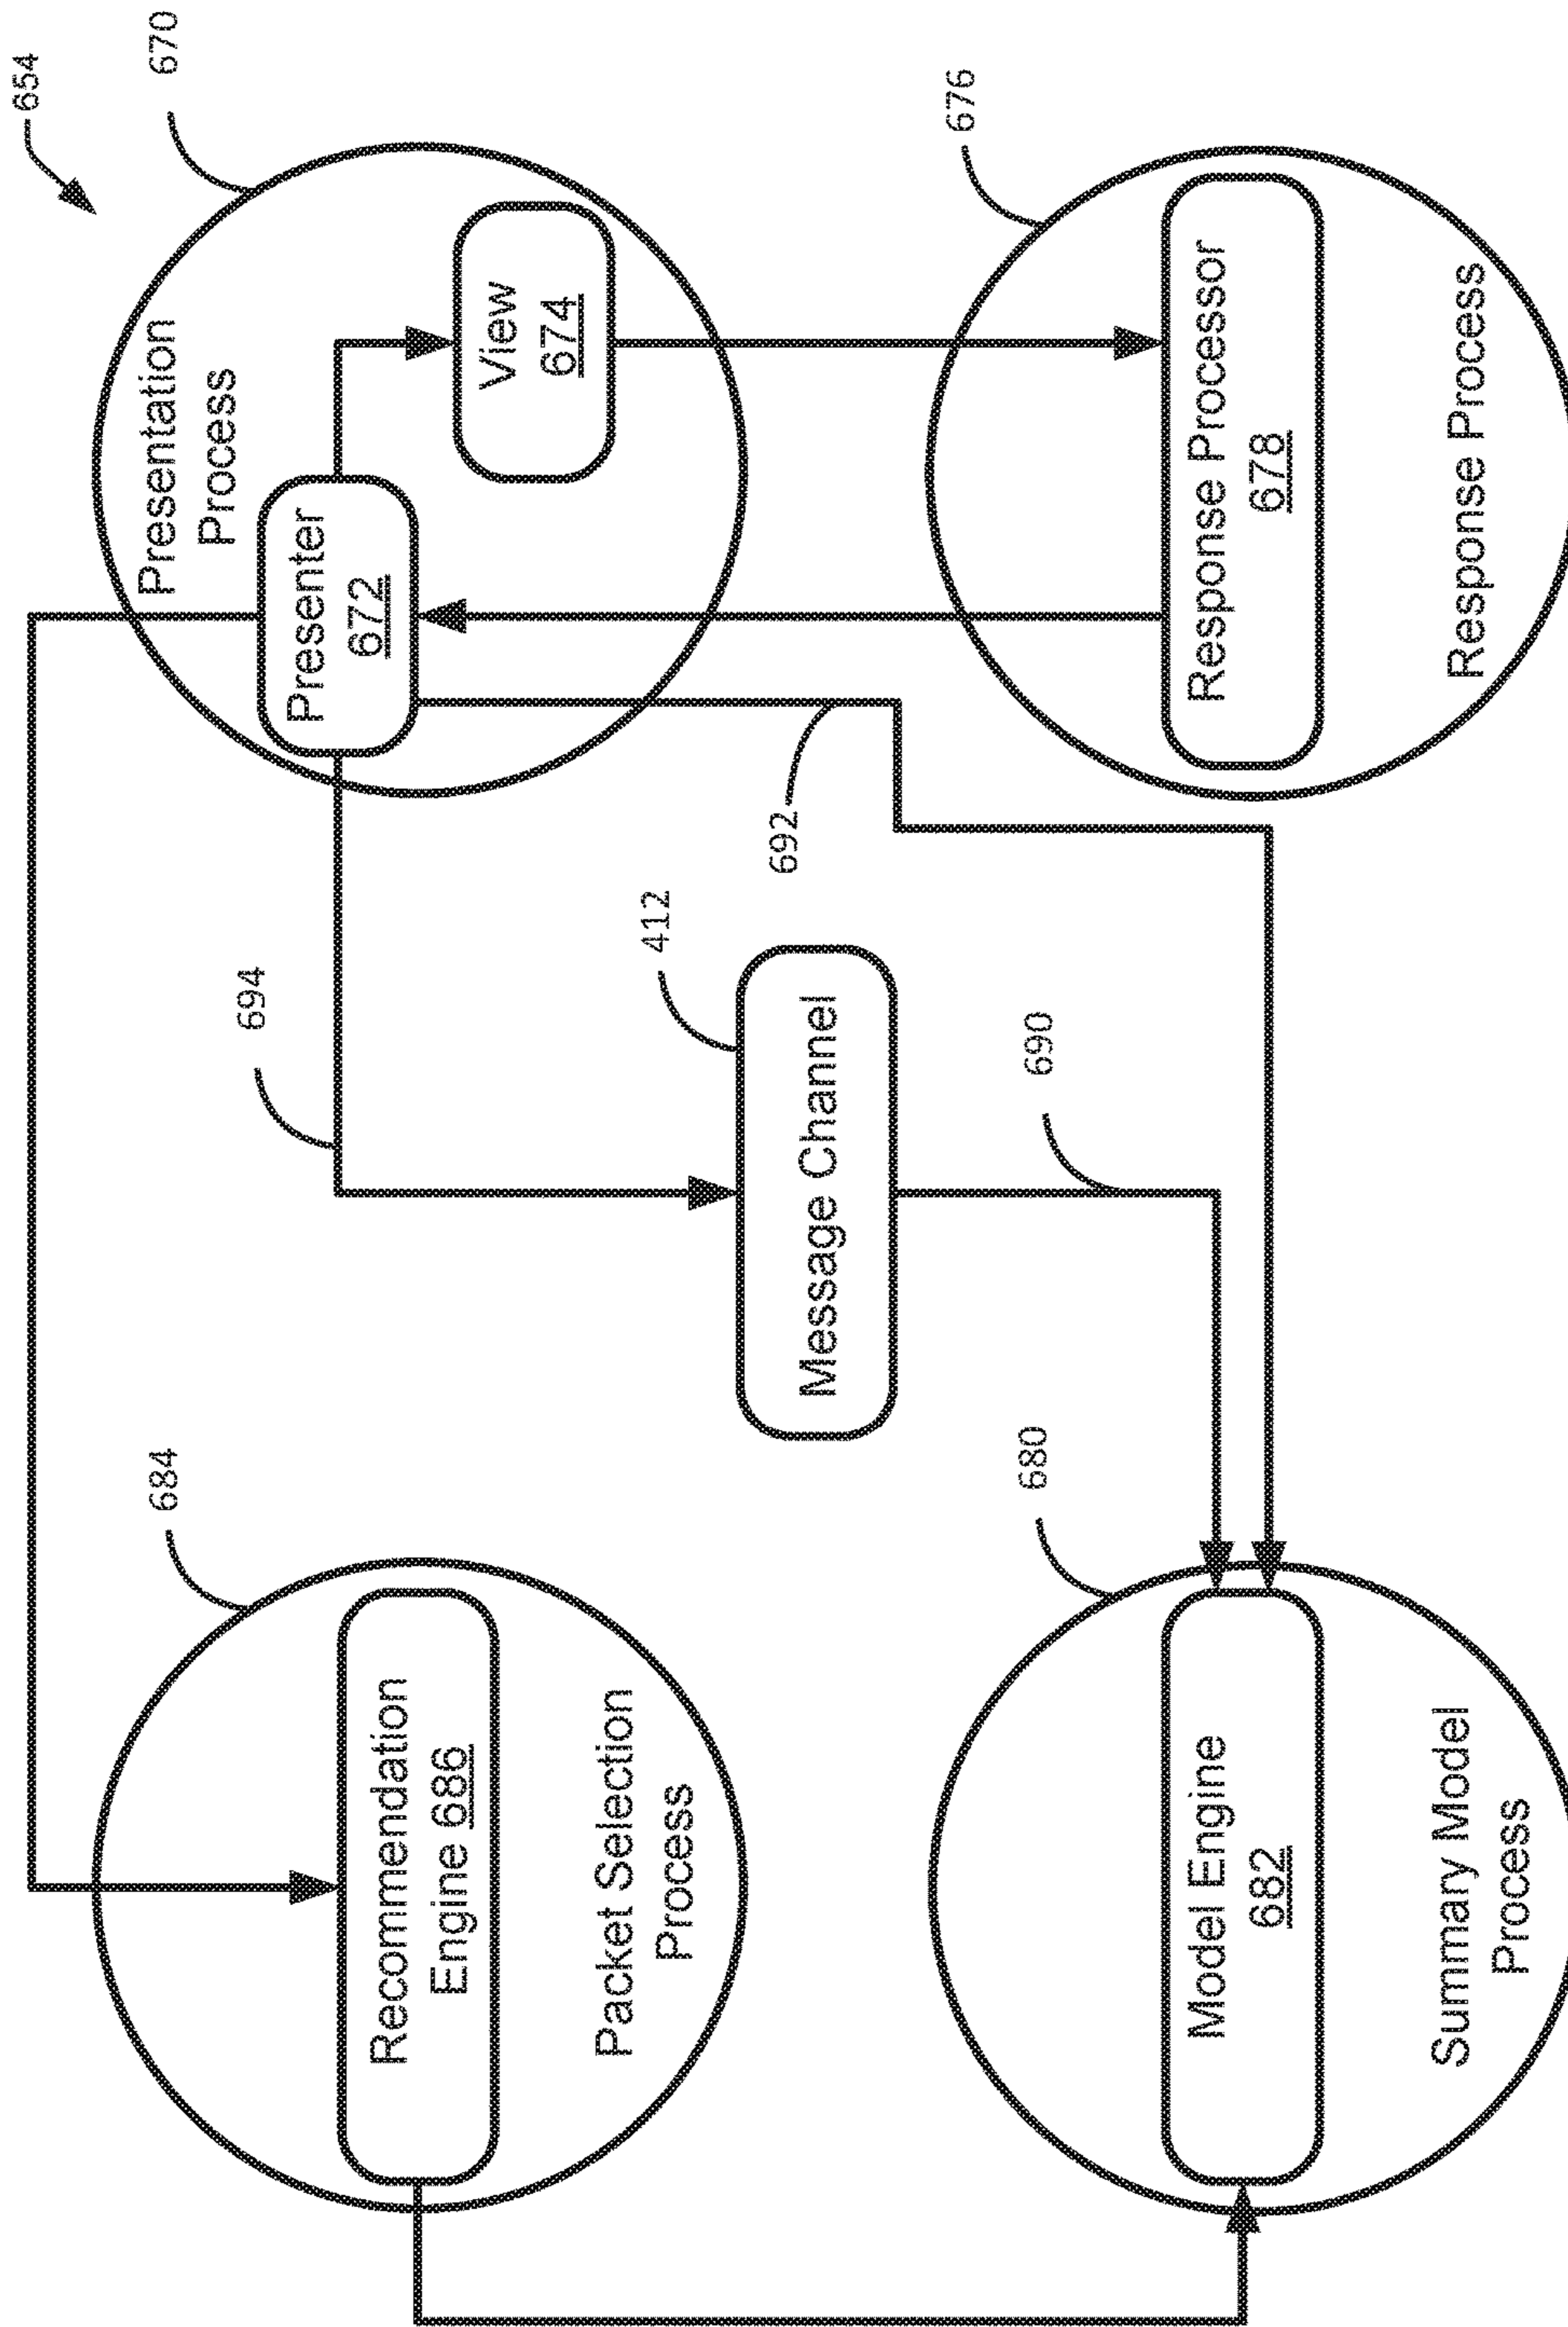 654
670
Presentation
Process
Presenter
672
View
674
676
Response Processor
678
Response Process
694
692
412
Message Channel
690
684
Recommendation
Engine 686
Packet Selection
Process
680
Model Engine
682
Summary Model
Process